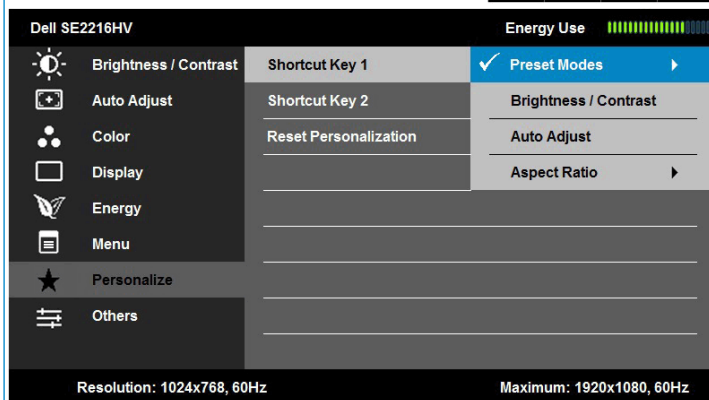 Dell SE2216HV Energy Use
Brightness / Contrast Shortcut Key 1 Preset Modes
Auto Adjust Shortcut Key 2 Brightness / Contrast
Color Reset Personalization Auto Adjust
Display Aspect Ratio
Energy
Menu
Personalize
Others
Resolution: 1024x768, 60Hz Maximum: 1920x1080, 60Hz